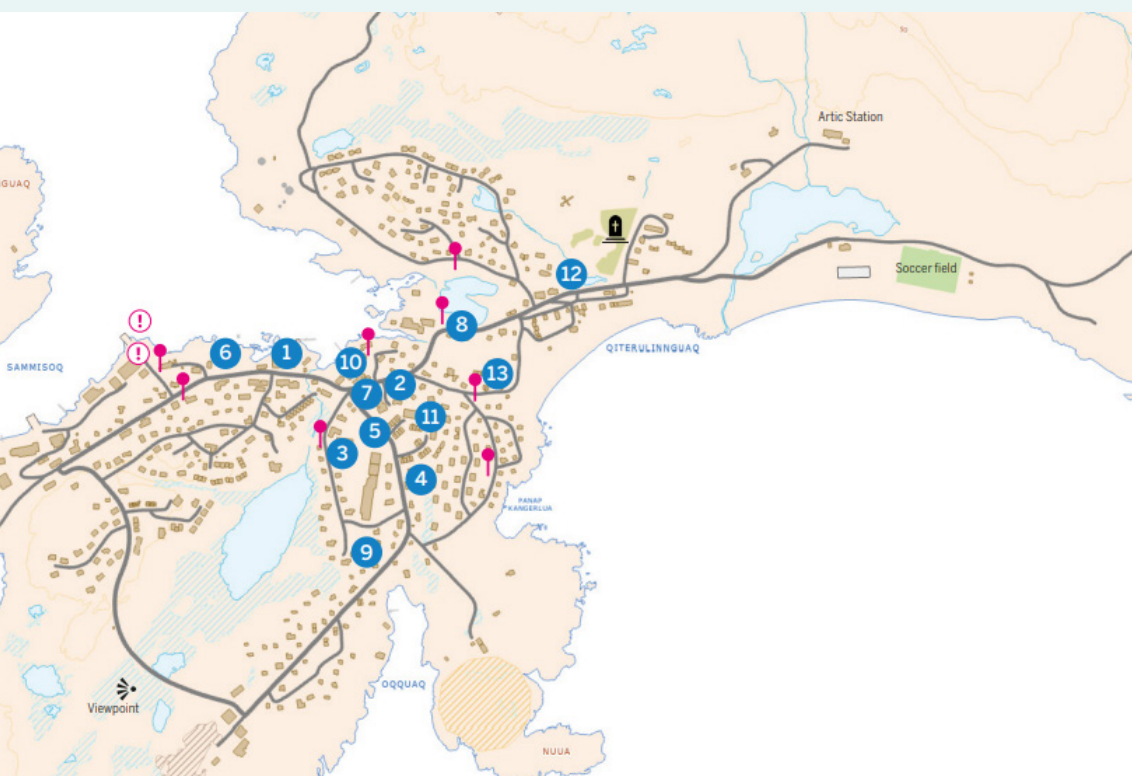 Artic Station
GUAQ
12
Soccer field
8
!
QITERULINNGUAQ
!
6
1
10
SAMMISOQ
13
2
7
11
5
3
4
PANAP
KANGERLUA
9
OQQUAQ
Viewpoint
NUUA